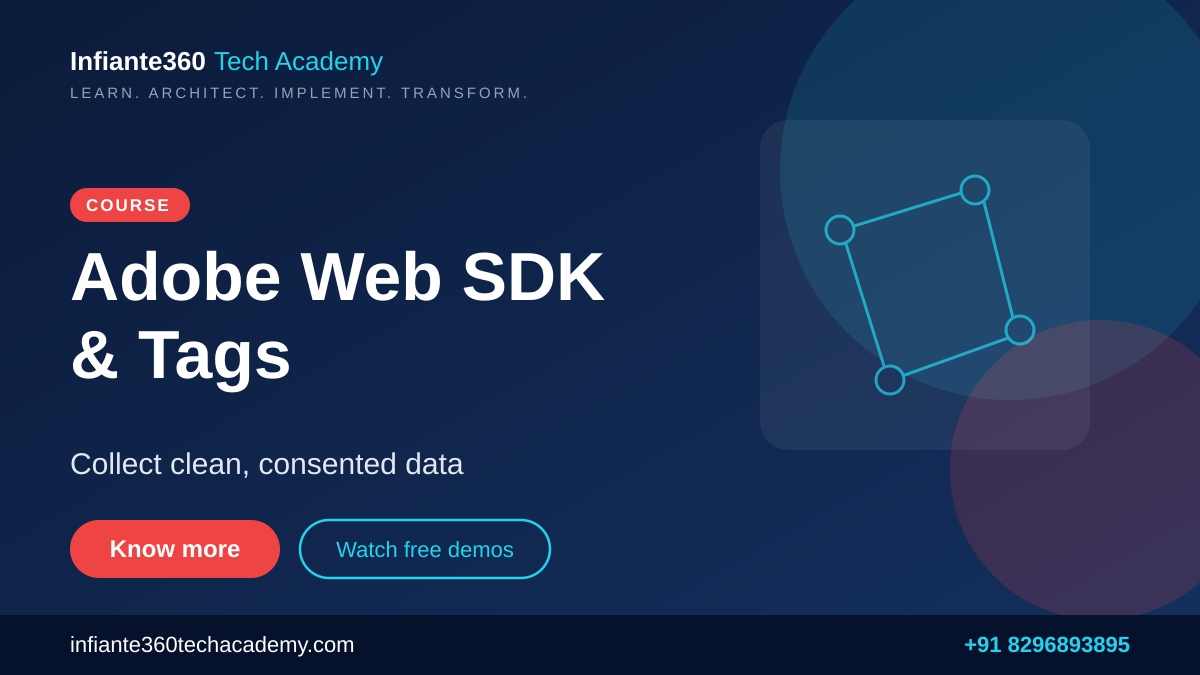 Infiante360 Tech Academy
LEARN. ARCHITECT. IMPLEMENT. TRANSFORM.
COURSE
Adobe Web SDK
& Tags
Collect clean, consented data
Know more
Watch free demos
infiante360techacademy.com
+91 8296893895